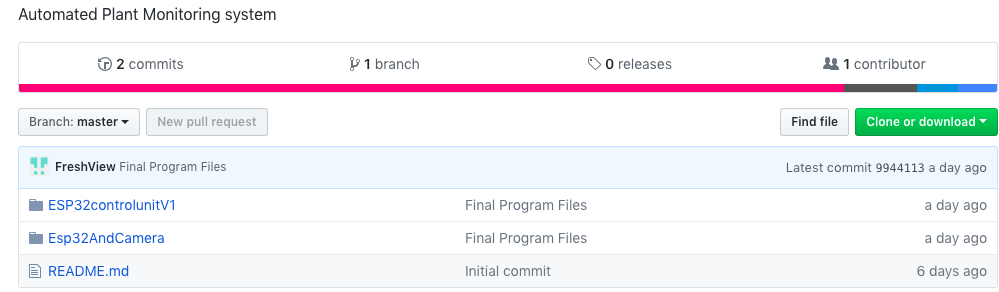 Automated Plant Monitoring system
2 commits 1 branch 0 releases 1 contributor
Branch: master New pull request Find file Clone or download
FreshView Final Program Files Latest commit 9944113 a day ago
ESP32controlunitV1 Final Program Files a day ago
Esp32AndCamera Final Program Files a day ago
README.md Initial commit 6 days ago